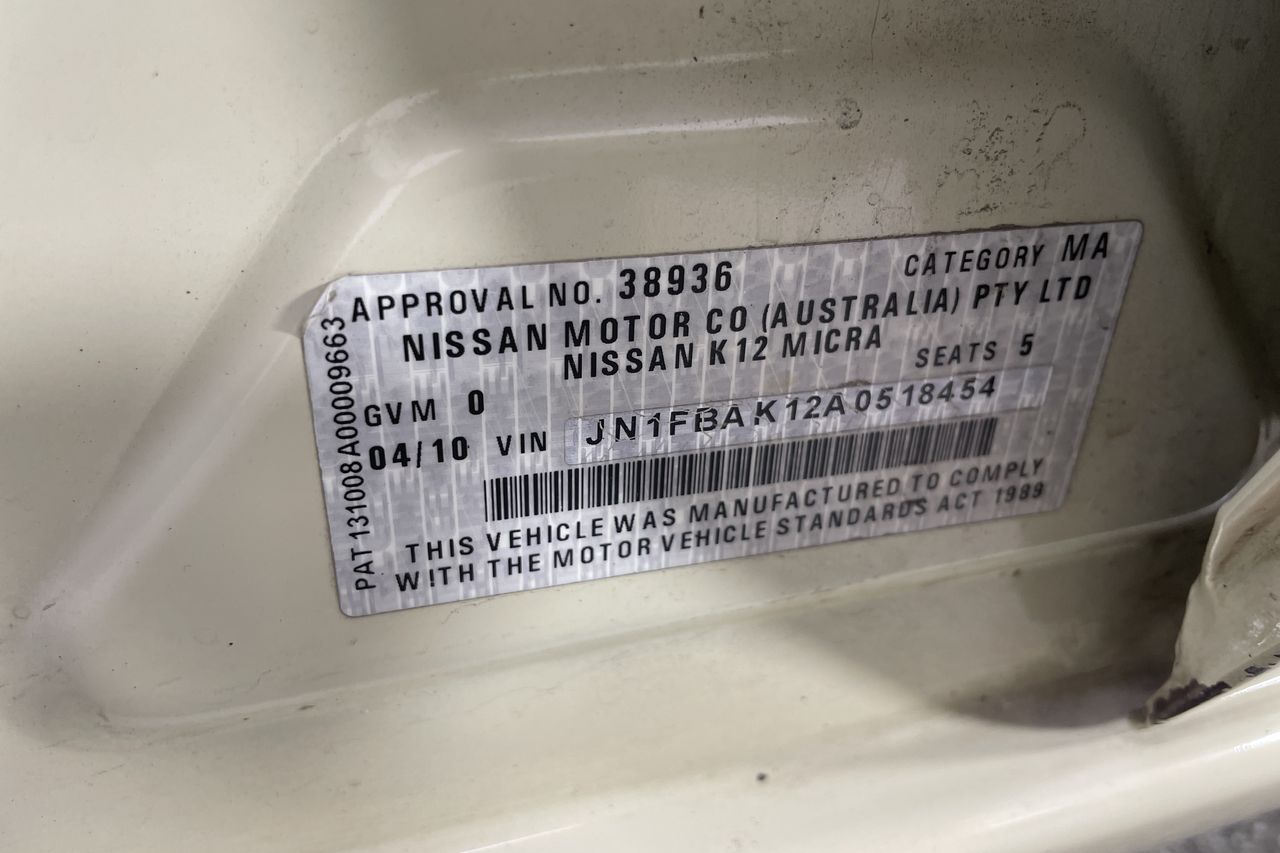 APPROVAL NO. 38936 CATEGORY MA
NISSAN MOTOR CO (AUSTRALIA) PTY LTD
NISSAN K12 MICRA
GVM 0 SEATS 5
04/10 VIN JN1FBAK12A0518454
THIS VEHICLE WAS MANUFACTURED TO COMPLY
WITH THE MOTOR VEHICLE STANDARDS ACT 1989
PAT 131008A00009663